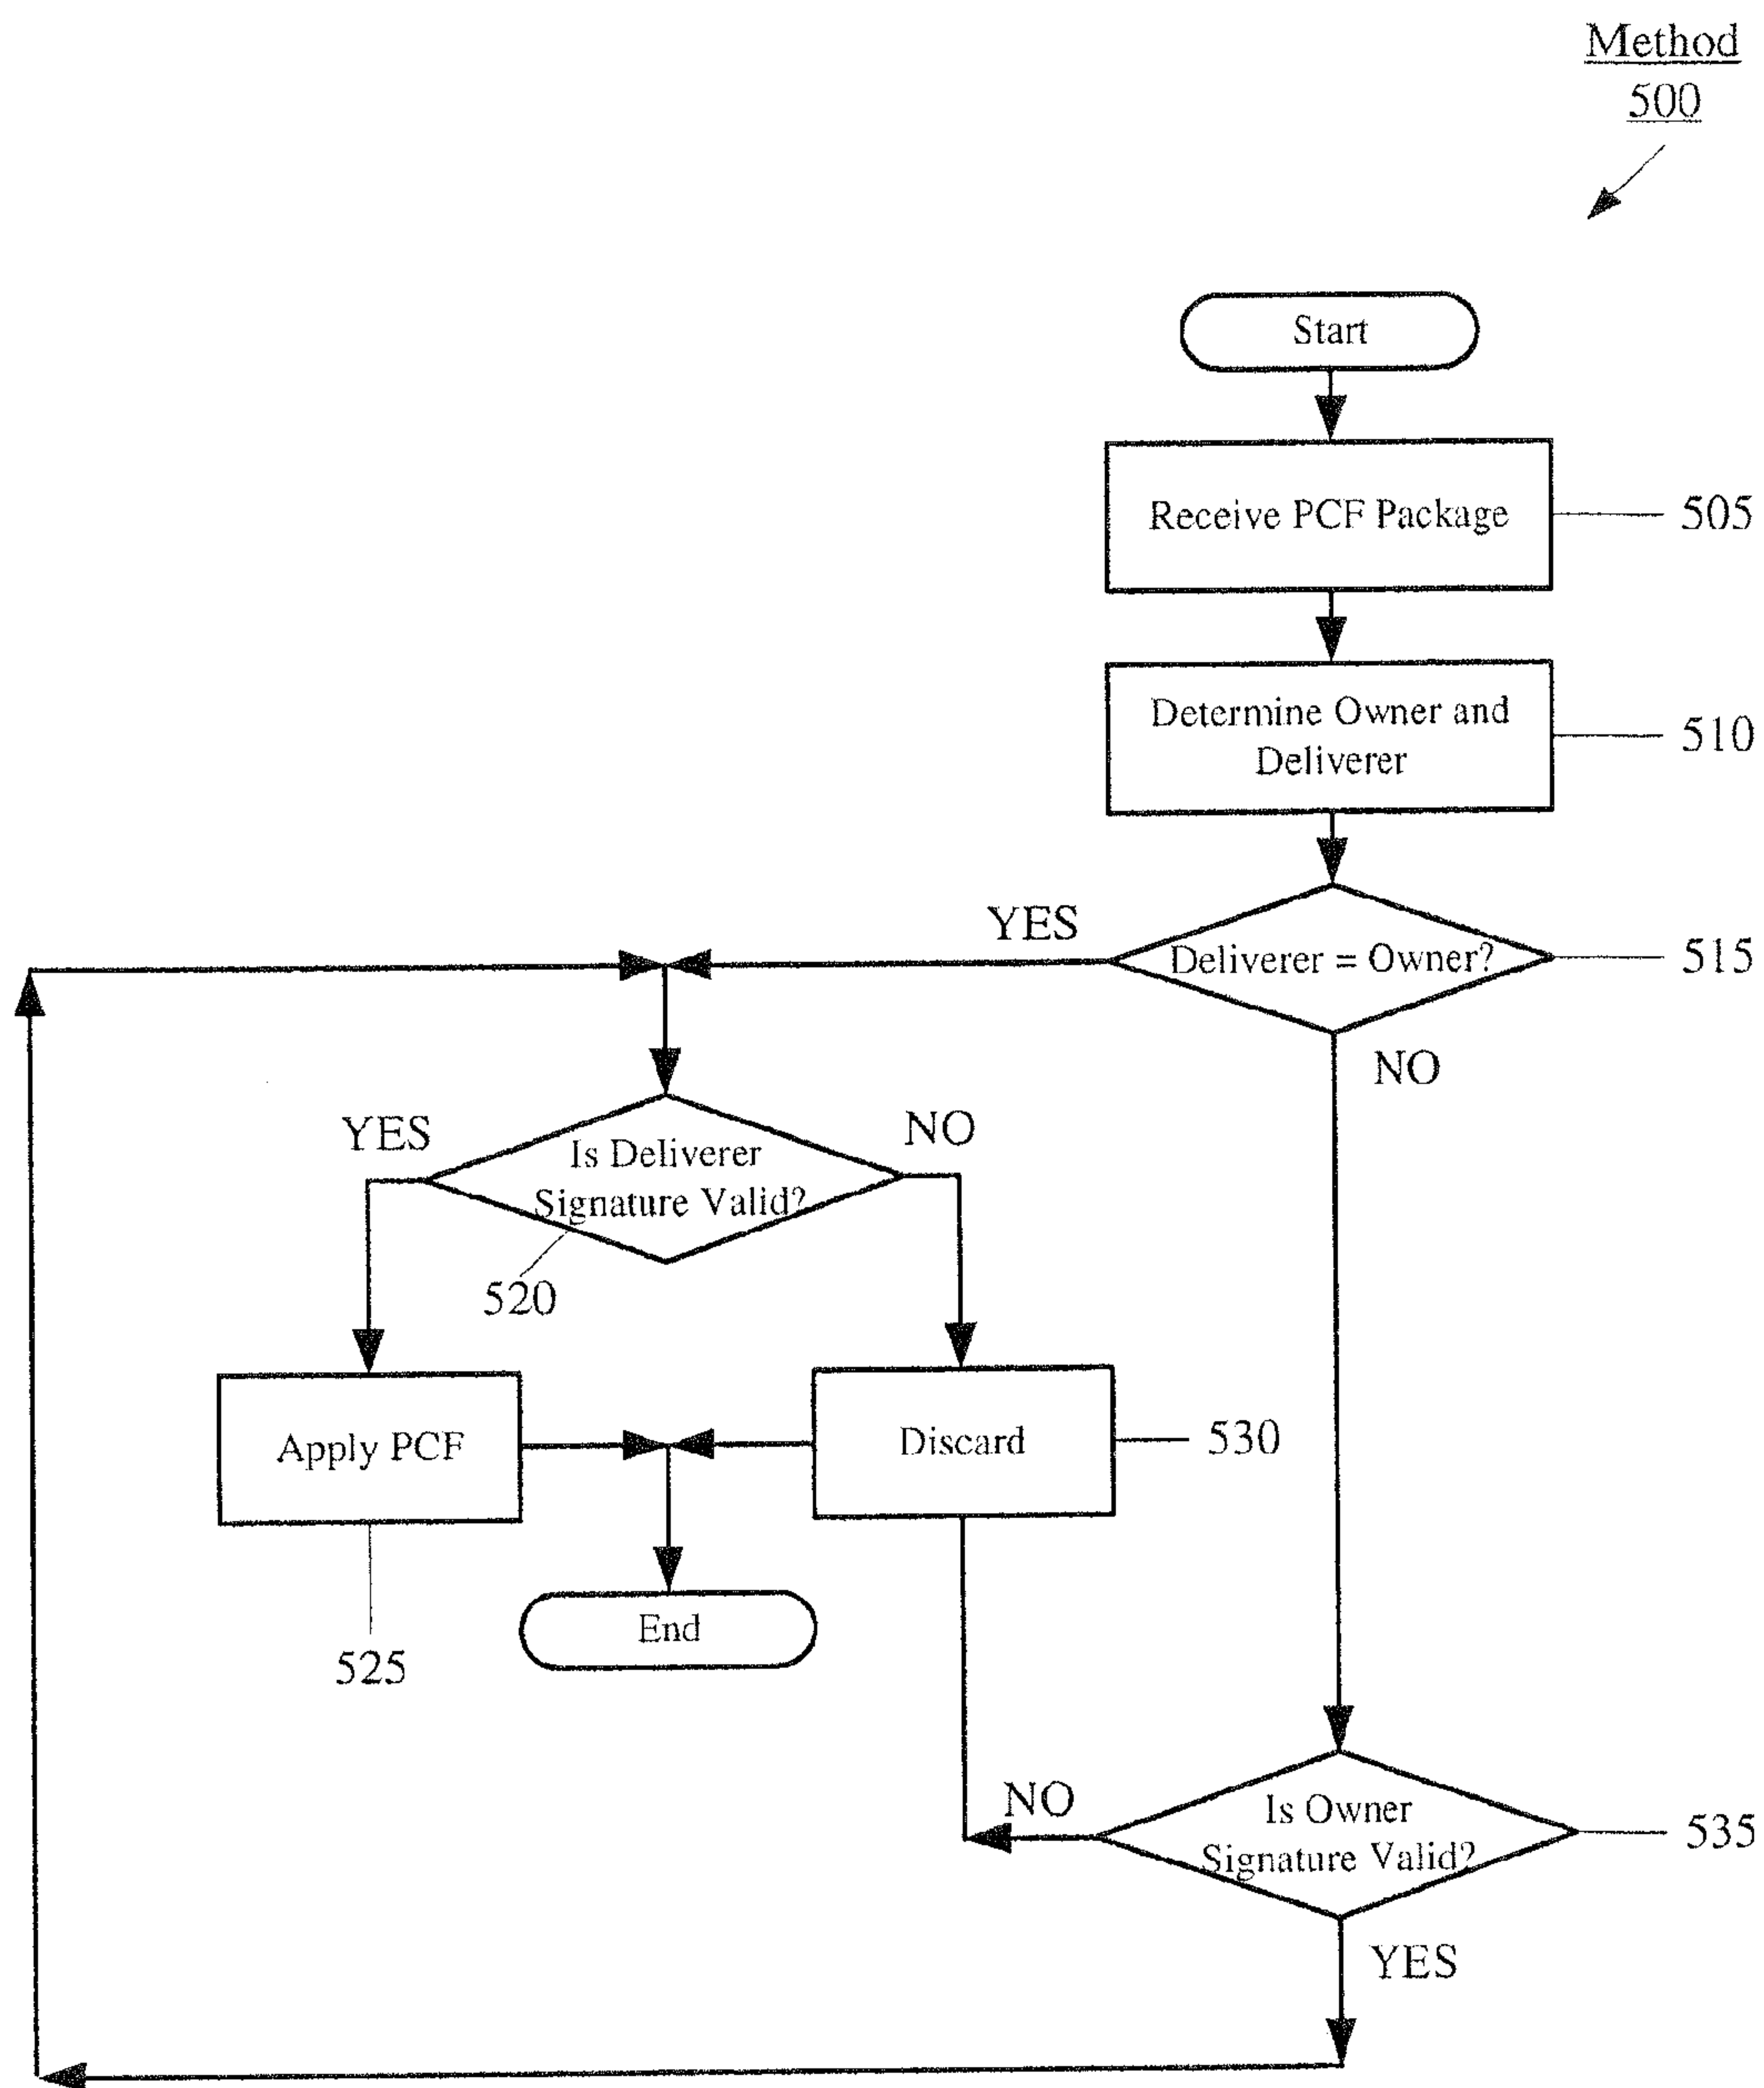 Method
500
Start
Receive PCF Package
505
Determine Owner and
Deliverer
510
YES
Deliverer = Owner?
515
NO
YES
Is Deliverer
Signature Valid?
NO
520
Apply PCF
Discard
530
End
525
NO
Is Owner
Signature Valid?
535
YES